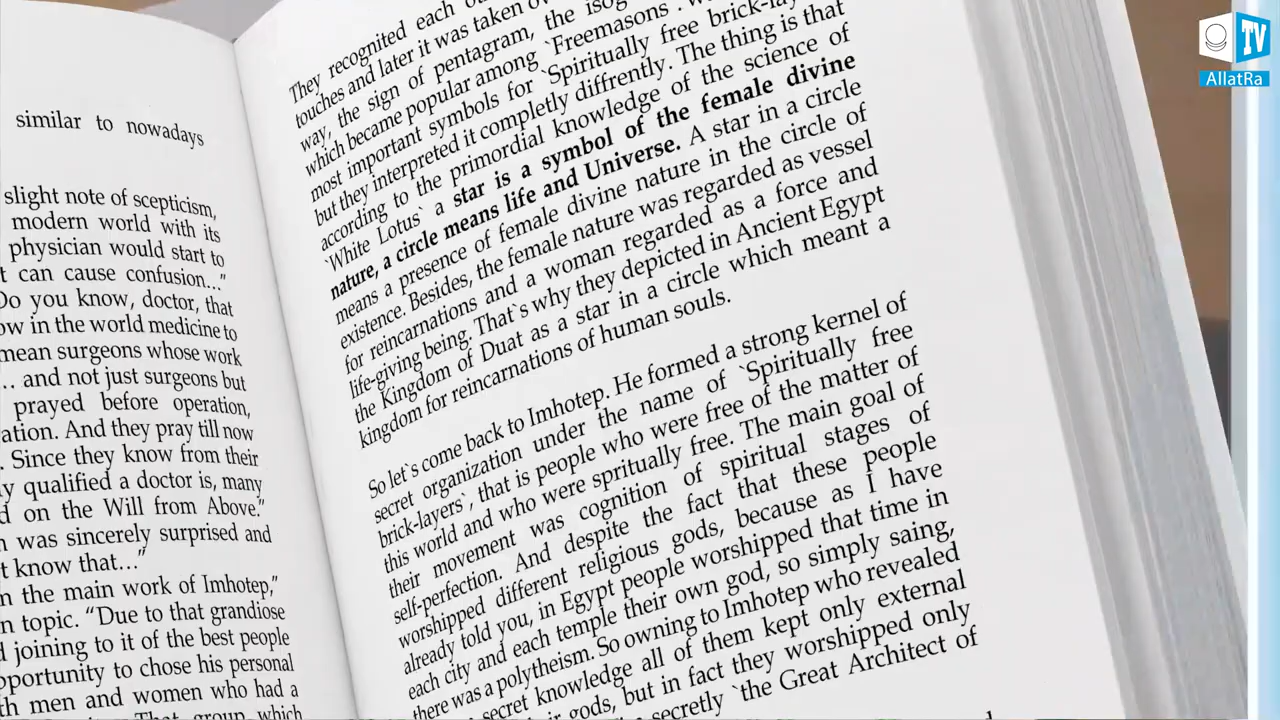 similar to nowadays
slight note of scepticism,
modern world with its
physician would start to
t can cause confusion..."
Do you know, doctor, that
ow in the world medicine to
mean surgeons whose work
.. and not just surgeons but
prayed before operation,
ation. And they pray till now
. Since they know from their
y qualified a doctor is, many
d on the Will from Above."
n was sincerely surprised and
t know that..."
n the main work of Imhotep,"
n topic. "Due to that grandiose
d joining to it of the best people
pportunity to chose his personal
th men and women who had a
That group which
They recognited each
touches and later it was taken
way, the sign of pentagram, the
which became popular among `Freemasons`.
most important symbols for `Spiritually free
but they interpreted it completly diffrently. The thing is that
according to the primordial knowledge of the science of
`White Lotus` a star is a symbol of the female divine
nature, a circle means life and Universe. A star in a circle
means a presence of female divine nature in the circle of
existence. Besides, the female nature was regarded as vessel
for reincarnations and a woman regarded as a force and
life-giving being. That`s why they depicted in Ancient Egypt
the Kingdom of Duat as a star in a circle which meant a
kingdom for reincarnations of human souls.
So let`s come back to Imhotep. He formed a strong kernel of
secret organization under the name of `Spiritually free
brick-layers`, that is people who were free of the matter of
this world and who were spritually free. The main goal of
their movement was cognition of spiritual stages of
self-perfection. And despite the fact that these people
worshipped different religious gods, because as I have
already told you, in Egypt people worshipped that time in
each city and each temple their own god, so simply saing,
there was a polytheism. So owning to Imhotep who revealed
secret knowledge all of them kept only external
gods, but in fact they worshipped only
secretly `the Great Architect of
TV
AllatRa